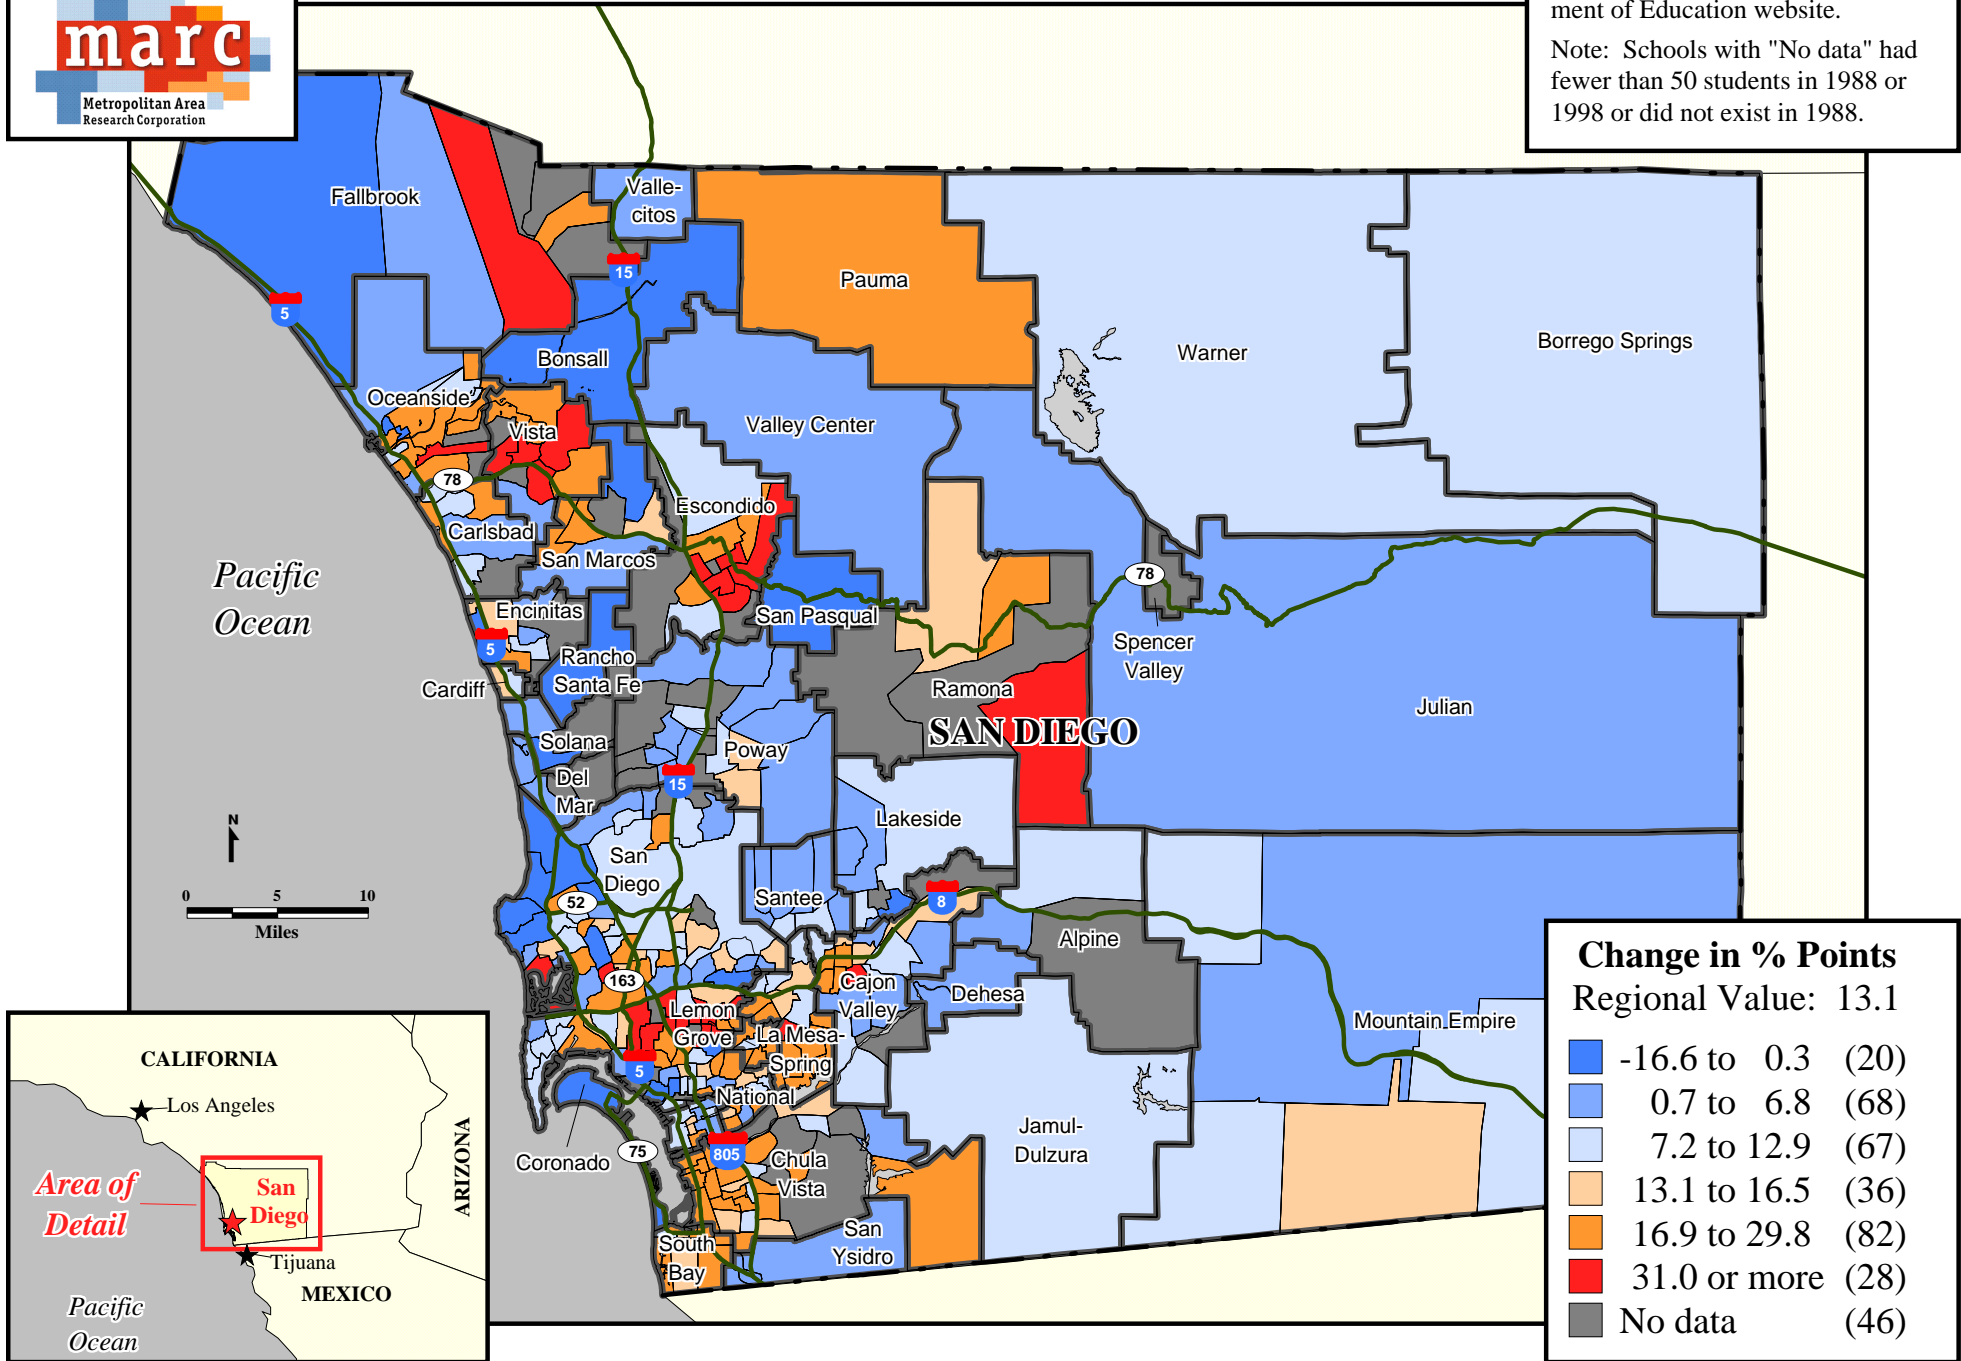 marc
Metropolitan Area
Research Corporation
ment of Education website.
Note: Schools with "No data" had
fewer than 50 students in 1988 or
1998 or did not exist in 1988.
Fallbrook
Valle-
citos
Pauma
15
5
Bonsall
Warner
Borrego Springs
Oceanside
Vista
Valley Center
78
Escondido
Carlsbad
San Marcos
Pacific
Ocean
78
Encinitas
San Pasqual
5
Rancho
Santa Fe
Spencer
Valley
Cardiff
Ramona
SAN DIEGO
Julian
Solana
Poway
Del
Mar
15
Lakeside
N
San
Diego
0 5 10
Miles
52
Santee
8
Alpine
163
Cajon
Valley
Dehesa
Lemon
Grove
La Mesa-
Spring
Mountain Empire
5
National
Jamul-
Dulzura
Coronado
75
805
Chula
Vista
San
Ysidro
South
Bay
CALIFORNIA
Los Angeles
ARIZONA
Area of
Detail
San
Diego
Tijuana
MEXICO
Pacific
Ocean
Change in % Points
Regional Value: 13.1
-16.6 to 0.3 (20)
0.7 to 6.8 (68)
7.2 to 12.9 (67)
13.1 to 16.5 (36)
16.9 to 29.8 (82)
31.0 or more (28)
No data (46)